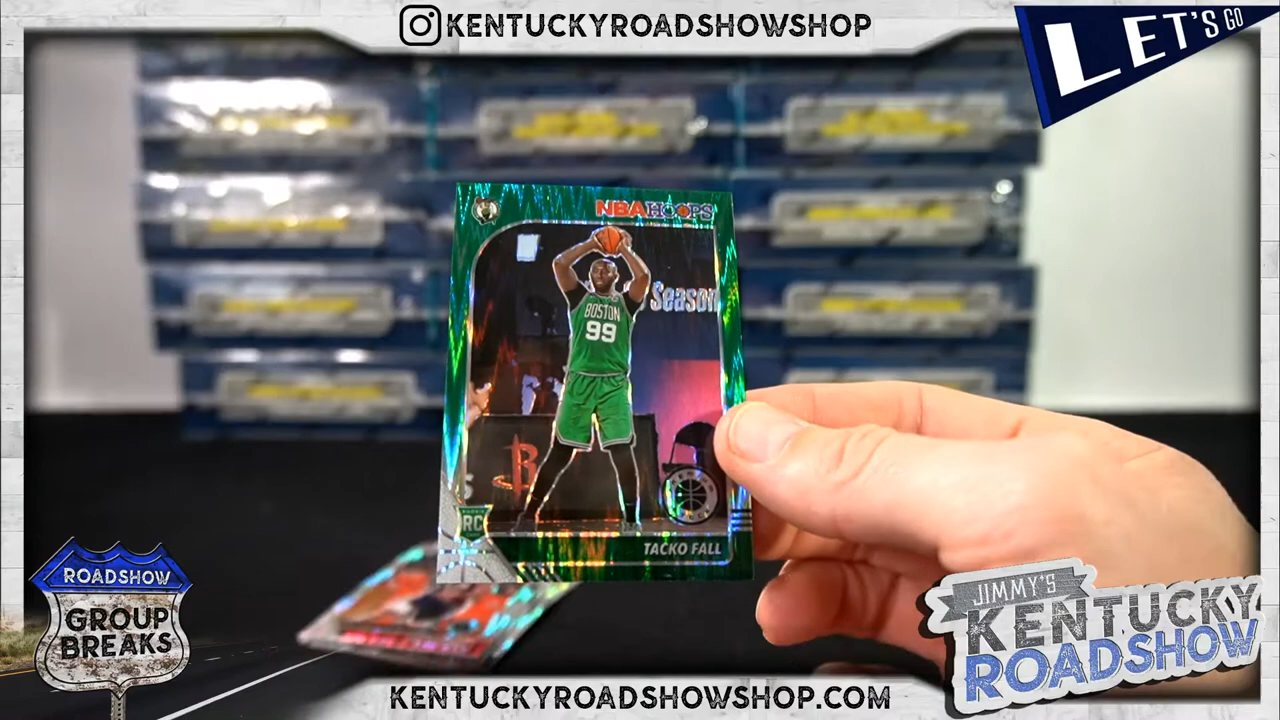 KENTUCKYROADSHOWSHOP
LET'S GO
NBA HOOPS
Season
BOSTON
99
RC
TACKO FALL
ROADSHOW
GROUP
BREAKS
JIMMY'S
KENTUCKY
ROADSHOW
KENTUCKYROADSHOWSHOP.COM